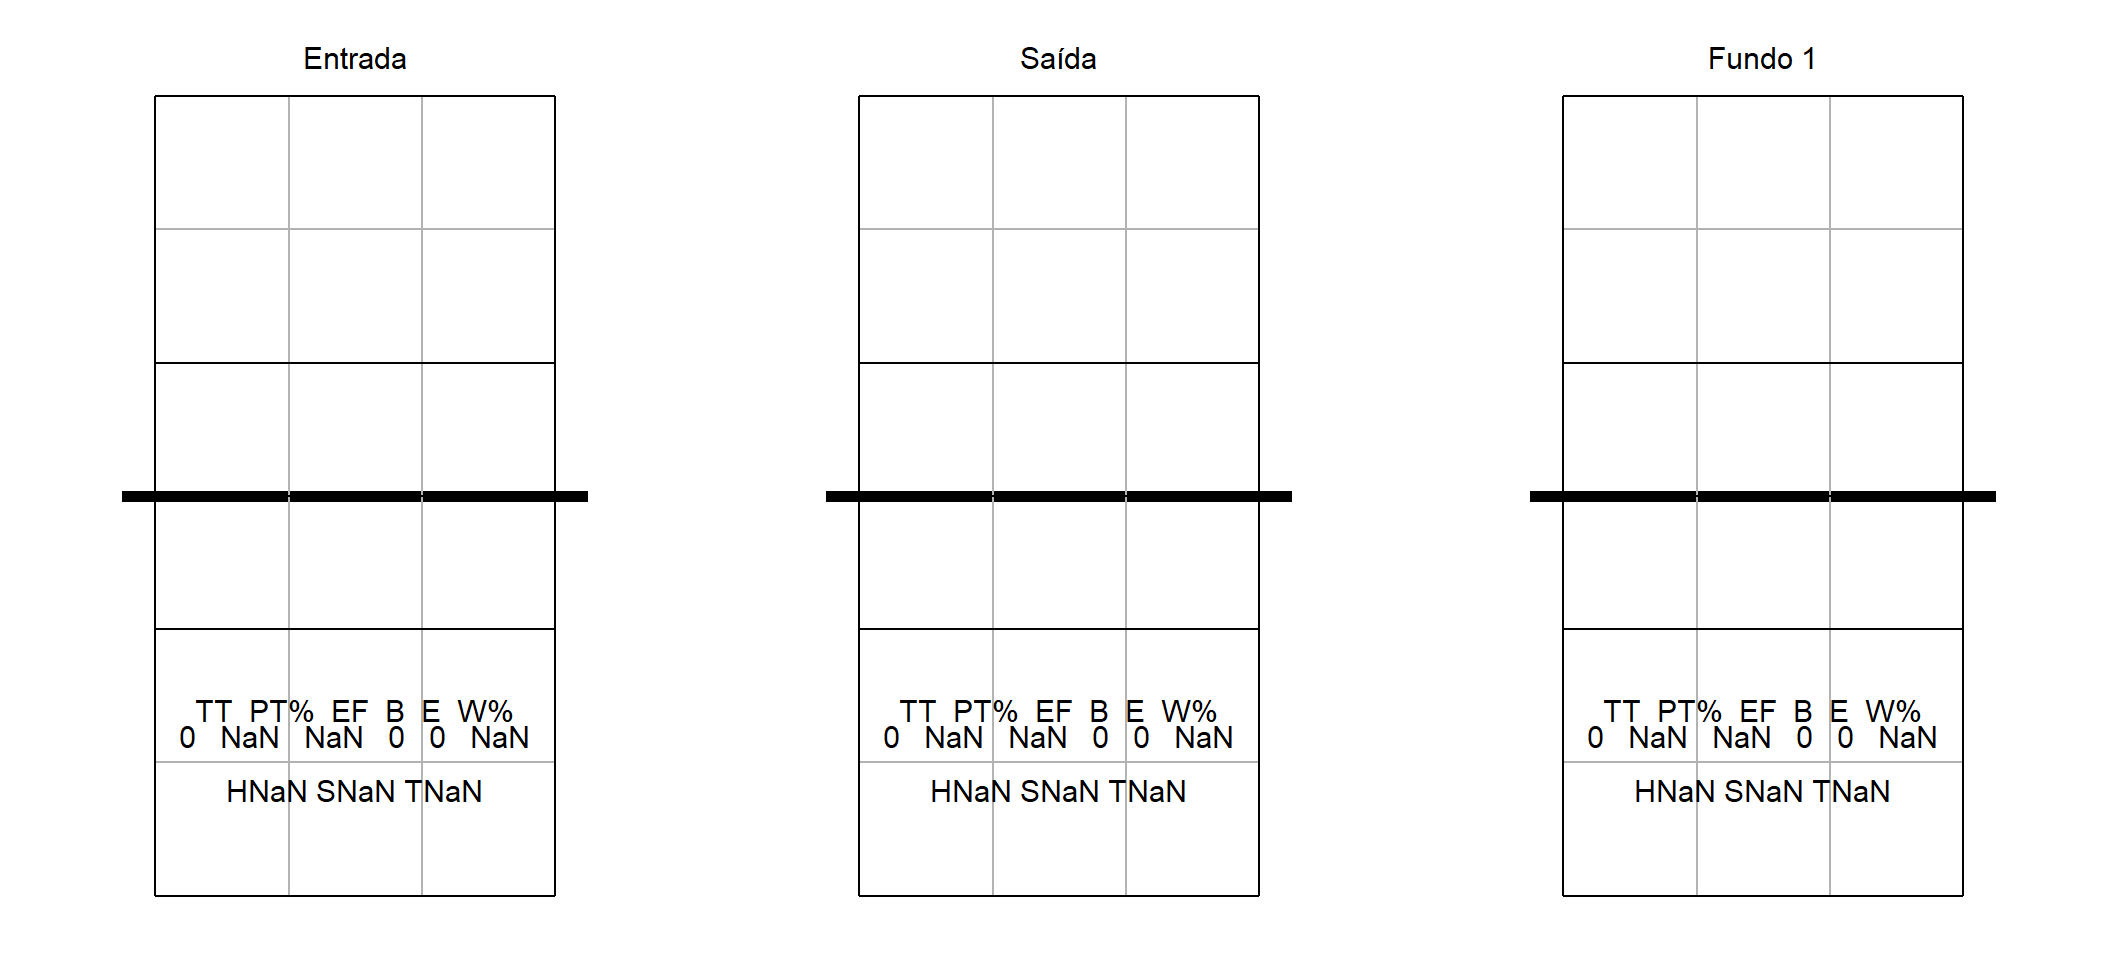 Entrada
TT PT% EF B E W%
0 NaN NaN 0 0 NaN
HNaN SNaN TNaN
Saída
TT PT% EF B E W%
0 NaN NaN 0 0 NaN
HNaN SNaN TNaN
Fundo 1
TT PT% EF B E W%
0 NaN NaN 0 0 NaN
HNaN SNaN TNaN